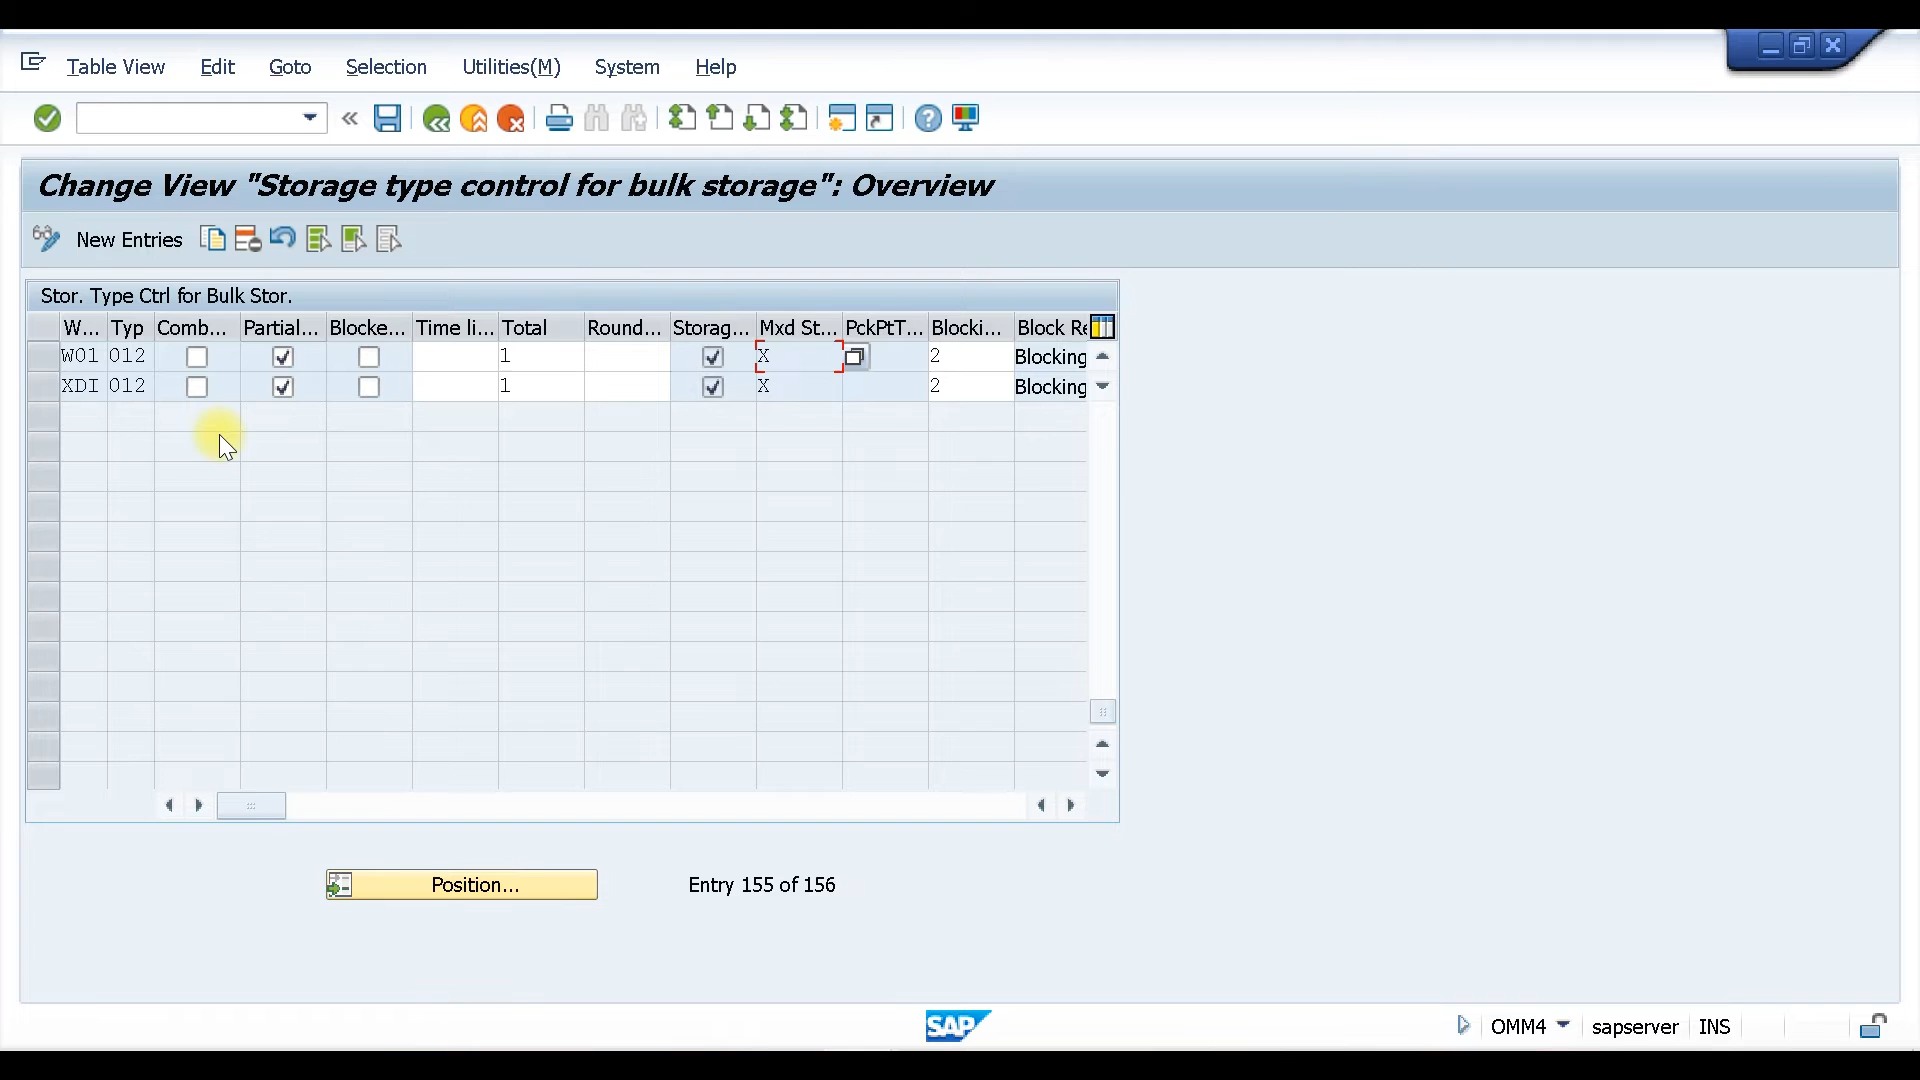 Table View Edit Goto Selection Utilities(M) System Help
Change View "Storage type control for bulk storage": Overview
New Entries
Stor. Type Ctrl for Bulk Stor.
W... Typ Comb... Partial... Blocke... Time li... Total Round... Storag... Mxd St... PckPtT... Blocki... Block Re
W01 012 1 X 2 Blocking
XDI 012 1 X 2 Blocking
Position... Entry 155 of 156
SAP OMM4 sapserver INS